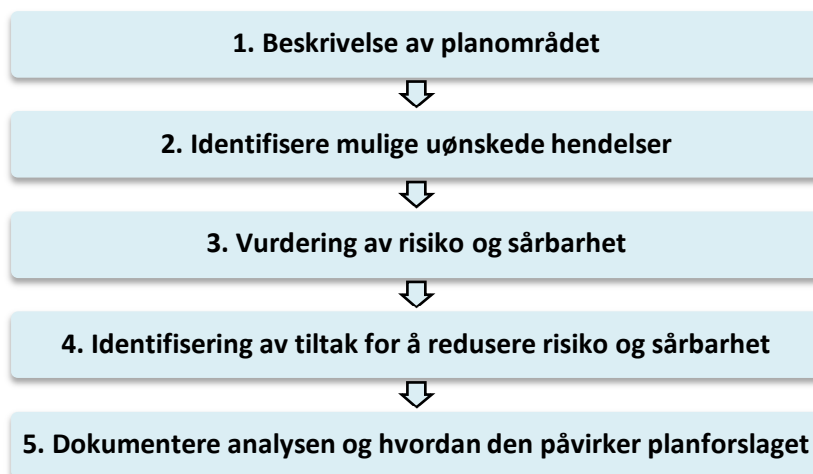 1. Beskrivelse av planområdet
2. Identifisere mulige uønskede hendelser
3. Vurdering av risiko og sårbarhet
4. Identifisering av tiltak for å redusere risiko og sårbarhet
5. Dokumentere analysen og hvordan den påvirker planforslaget